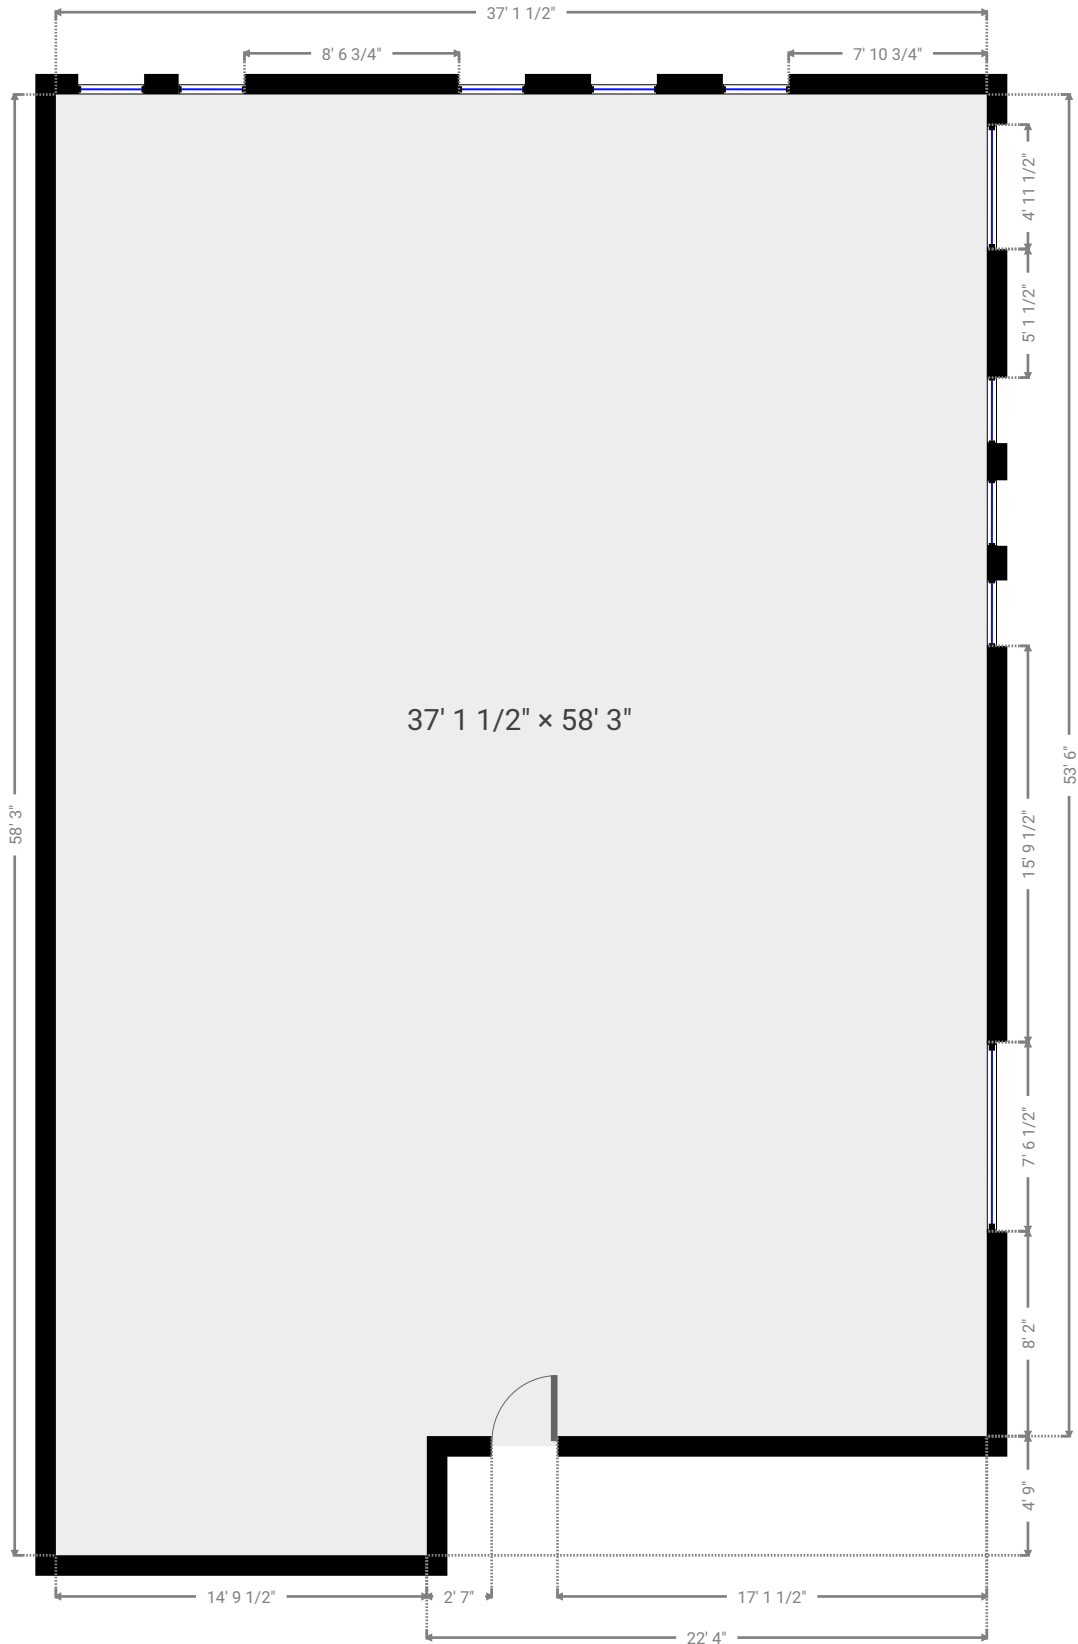 37' 1 1/2"
8' 6 3/4"
7' 10 3/4"
4' 11 1/2"
5' 1 1/2"
37' 1 1/2" × 58' 3"
53' 6"
58' 3"
15' 9 1/2"
7' 6 1/2"
8' 2"
4' 9"
14' 9 1/2"
2' 7"
17' 1 1/2"
22' 4"